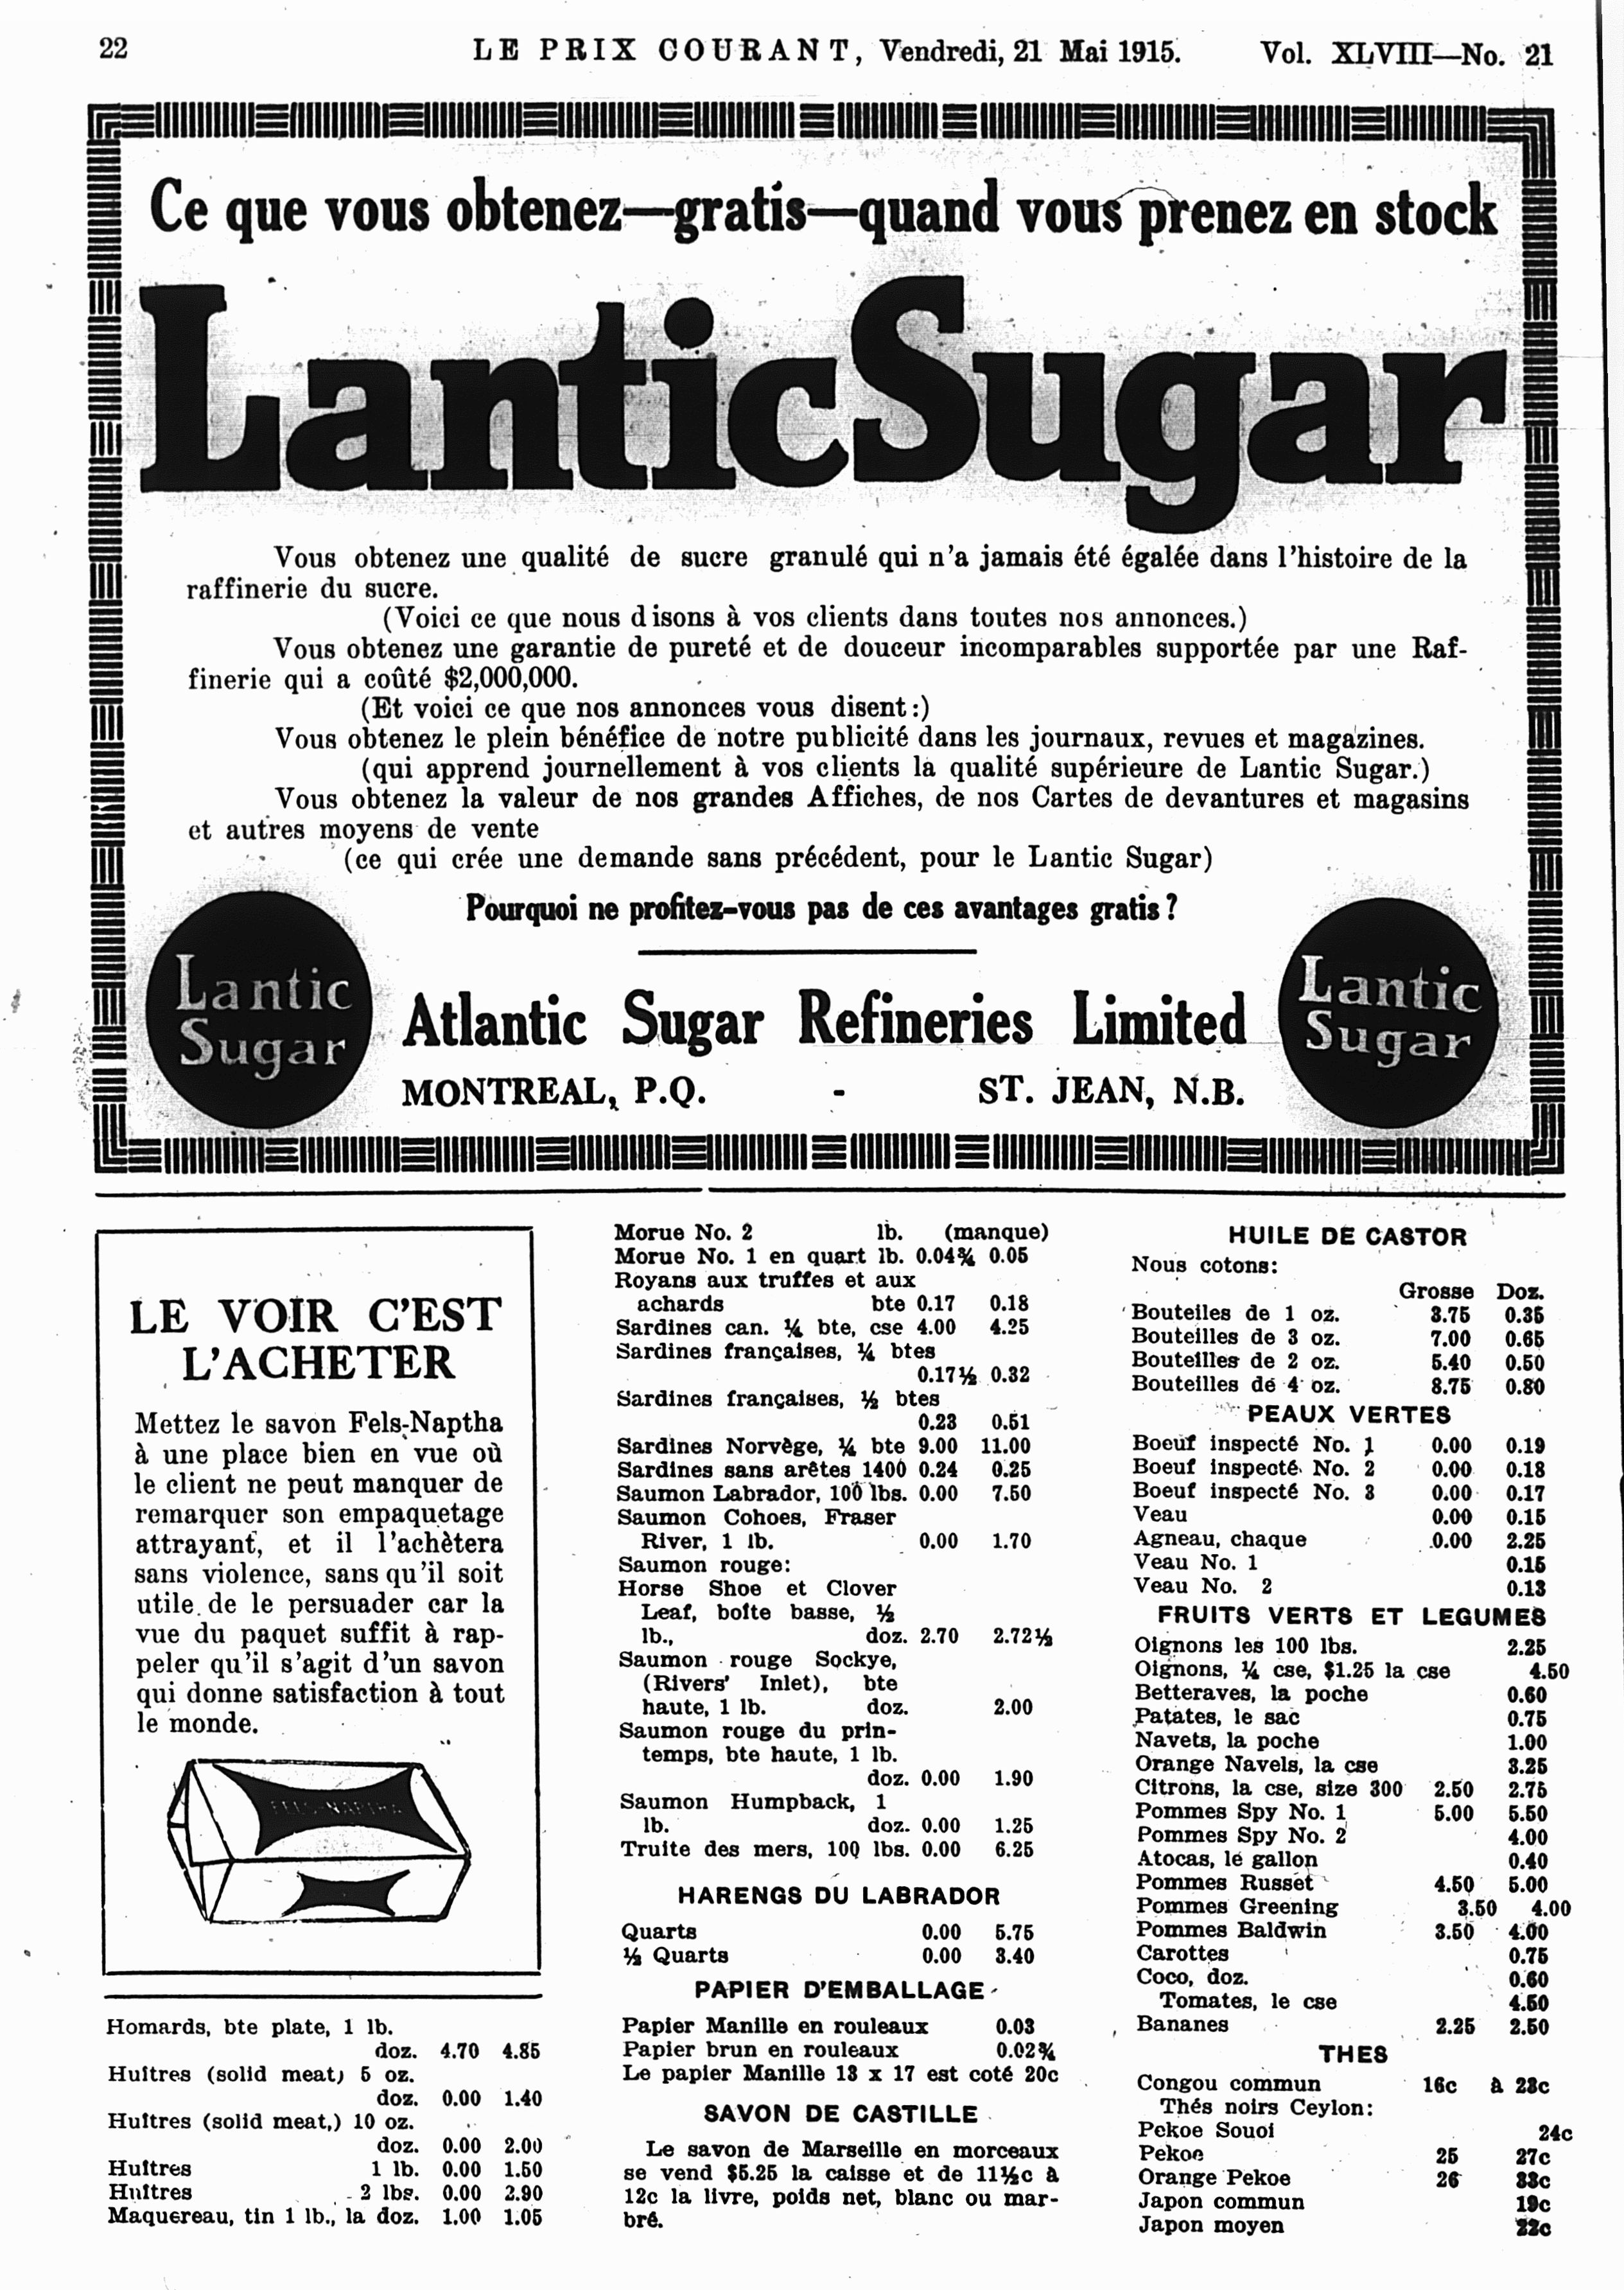 22
LE PRIX COURANT, Vendredi, 21 Mai 1915.
Vol. XLVIII—No. 21
Ce que vous obtenez—gratis—quand vous prenez en stock
Lantic Sugar
Vous obtenez une qualité de sucre granulé qui n'a jamais été égalée dans l'histoire de la
raffinerie du sucre.
(Voici ce que nous disons à vos clients dans toutes nos annonces.)
Vous obtenez une garantie de pureté et de douceur incomparables supportée par une Raf-
finerie qui a coûté $2,000,000.
(Et voici ce que nos annonces vous disent:)
Vous obtenez le plein bénéfice de notre publicité dans les journaux, revues et magazines.
(qui apprend journellement à vos clients la qualité supérieure de Lantic Sugar.)
Vous obtenez la valeur de nos grandes Affiches, de nos Cartes de devantures et magasins
et autres moyens de vente
(ce qui crée une demande sans précédent, pour le Lantic Sugar)
Pourquoi ne profitez-vous pas de ces avantages gratis?
Lantic
Sugar
Atlantic Sugar Refineries Limited
MONTREAL, P.Q. - ST. JEAN, N.B.
Lantic
Sugar
LE VOIR C'EST
L'ACHETER
Mettez le savon Fels-Naptha
à une place bien en vue où
le client ne peut manquer de
remarquer son empaquetage
attrayant, et il l'achètera
sans violence, sans qu'il soit
utile de le persuader car la
vue du paquet suffit à rap-
peler qu'il s'agit d'un savon
qui donne satisfaction à tout
le monde.
FELS-NAPTHA
Homards, bte plate, 1 lb.
doz. 4.70 4.85
Huîtres (solid meat) 5 oz.
doz. 0.00 1.40
Huîtres (solid meat,) 10 oz.
doz. 0.00 2.00
Huîtres 1 lb. 0.00 1.50
Huîtres 2 lbs. 0.00 2.90
Maquereau, tin 1 lb., la doz. 1.00 1.05
Morue No. 2 lb. (manque)
Morue No. 1 en quart lb. 0.04¾ 0.05
Royans aux truffes et aux
achards bte 0.17 0.18
Sardines can. ¼ bte, cse 4.00 4.25
Sardines françaises, ¼ btes
0.17½ 0.32
Sardines françaises, ½ btes
0.23 0.51
Sardines Norvège, ¼ bte 9.00 11.00
Sardines sans arêtes 1400 0.24 0.25
Saumon Labrador, 100 lbs. 0.00 7.50
Saumon Cohoes, Fraser
River, 1 lb. 0.00 1.70
Saumon rouge:
Horse Shoe et Clover
Leaf, boîte basse, ½
lb., doz. 2.70 2.72½
Saumon rouge Sockye,
(Rivers' Inlet), bte
haute, 1 lb. doz. 2.00
Saumon rouge du prin-
temps, bte haute, 1 lb.
doz. 0.00 1.90
Saumon Humpback, 1
lb. doz. 0.00 1.25
Truite des mers, 100 lbs. 0.00 6.25
HARENGS DU LABRADOR
Quarts 0.00 5.75
½ Quarts 0.00 3.40
PAPIER D'EMBALLAGE
Papier Manille en rouleaux 0.03
Papier brun en rouleaux 0.02¾
Le papier Manille 13 x 17 est coté 20c
SAVON DE CASTILLE
Le savon de Marseille en morceaux
se vend $5.25 la caisse et de 11½c à
12c la livre, poids net, blanc ou mar-
bré.
HUILE DE CASTOR
Nous cotons:
Grosse Doz.
Bouteiles de 1 oz. 3.75 0.35
Bouteilles de 3 oz. 7.00 0.65
Bouteilles de 2 oz. 5.40 0.50
Bouteilles de 4 oz. 8.75 0.80
PEAUX VERTES
Boeuf inspecté No. 1 0.00 0.19
Boeuf inspecté No. 2 0.00 0.18
Boeuf inspecté No. 3 0.00 0.17
Veau 0.00 0.15
Agneau, chaque 0.00 2.25
Veau No. 1 0.15
Veau No. 2 0.13
FRUITS VERTS ET LEGUMES
Oignons les 100 lbs. 2.25
Oignons, ¼ cse, $1.25 la cse 4.50
Betteraves, la poche 0.60
Patates, le sac 0.75
Navets, la poche 1.00
Orange Navels, la cse 3.25
Citrons, la cse, size 300 2.50 2.75
Pommes Spy No. 1 5.00 5.50
Pommes Spy No. 2 4.00
Atocas, le gallon 0.40
Pommes Russet 4.50 5.00
Pommes Greening 3.50 4.00
Pommes Baldwin 3.50 4.00
Carottes 0.75
Coco, doz. 0.60
Tomates, le cse 4.50
Bananes 2.25 2.50
THES
Congou commun 16c à 23c
Thés noirs Ceylon:
Pekoe Souoi 24c
Pekoe 25 27c
Orange Pekoe 26 33c
Japon commun 19c
Japon moyen 22c